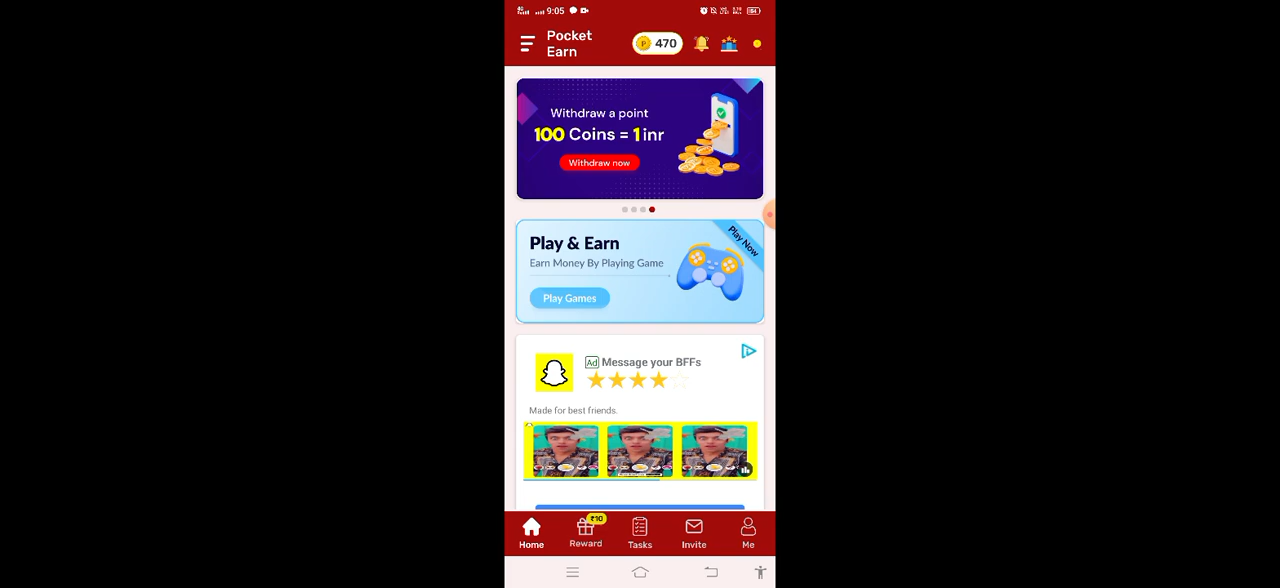 9:05
Pocket
Earn
470
Withdraw a point
100 Coins = 1 inr
Withdraw now
Play & Earn
Earn Money By Playing Game
Play Games
Play Now
Ad Message your BFFs
Made for best friends.
₹10
Home
Reward
Tasks
Invite
Me